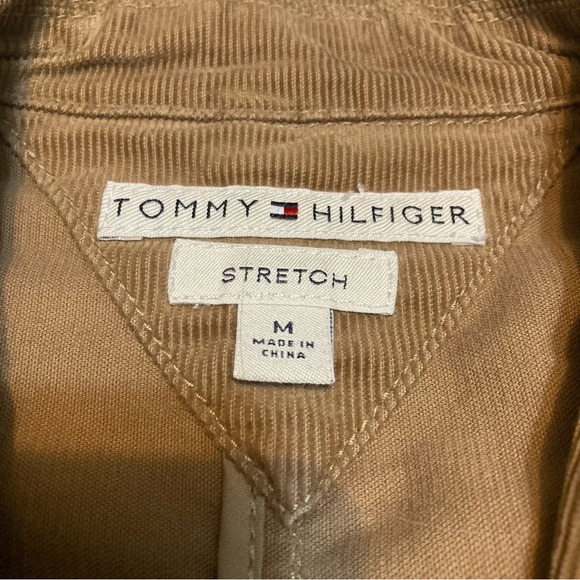 TOMMY HILFIGER
STRETCH
M
MADE IN
CHINA